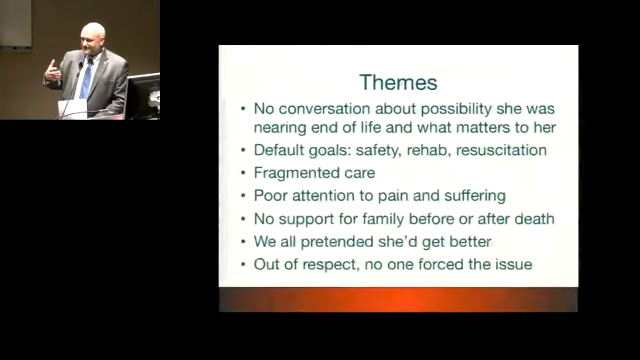 Themes
• No conversation about possibility she was
nearing end of life and what matters to her
• Default goals: safety, rehab, resuscitation
• Fragmented care
• Poor attention to pain and suffering
• No support for family before or after death
• We all pretended she'd get better
• Out of respect, no one forced the issue